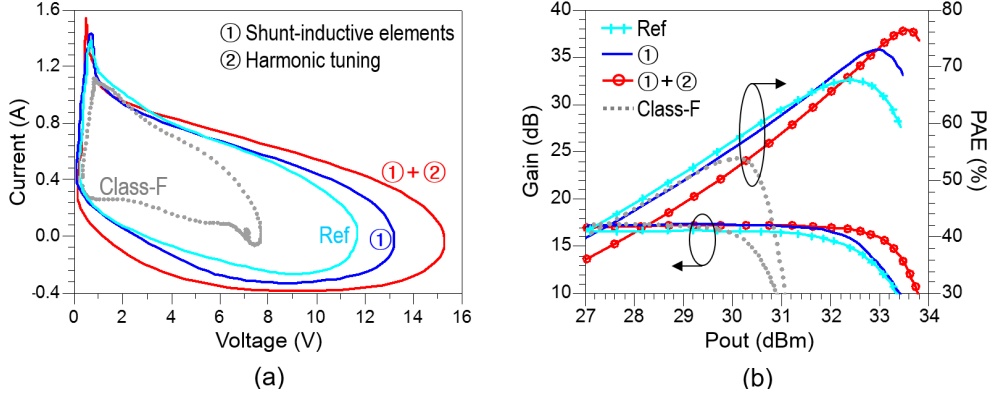 ① Shunt-inductive elements
② Harmonic tuning
Current (A)
1.6
1.2
0.8
0.4
0.0
-0.4
Class-F
Ref
①
①+②
0 2 4 6 8 10 12 14 16
Voltage (V)
(a)
Gain (dB)
40
35
30
25
20
15
10
Ref
①
①+②
Class-F
80
70
60
50
40
30
PAE (%)
27 28 29 30 31 32 33 34
Pout (dBm)
(b)